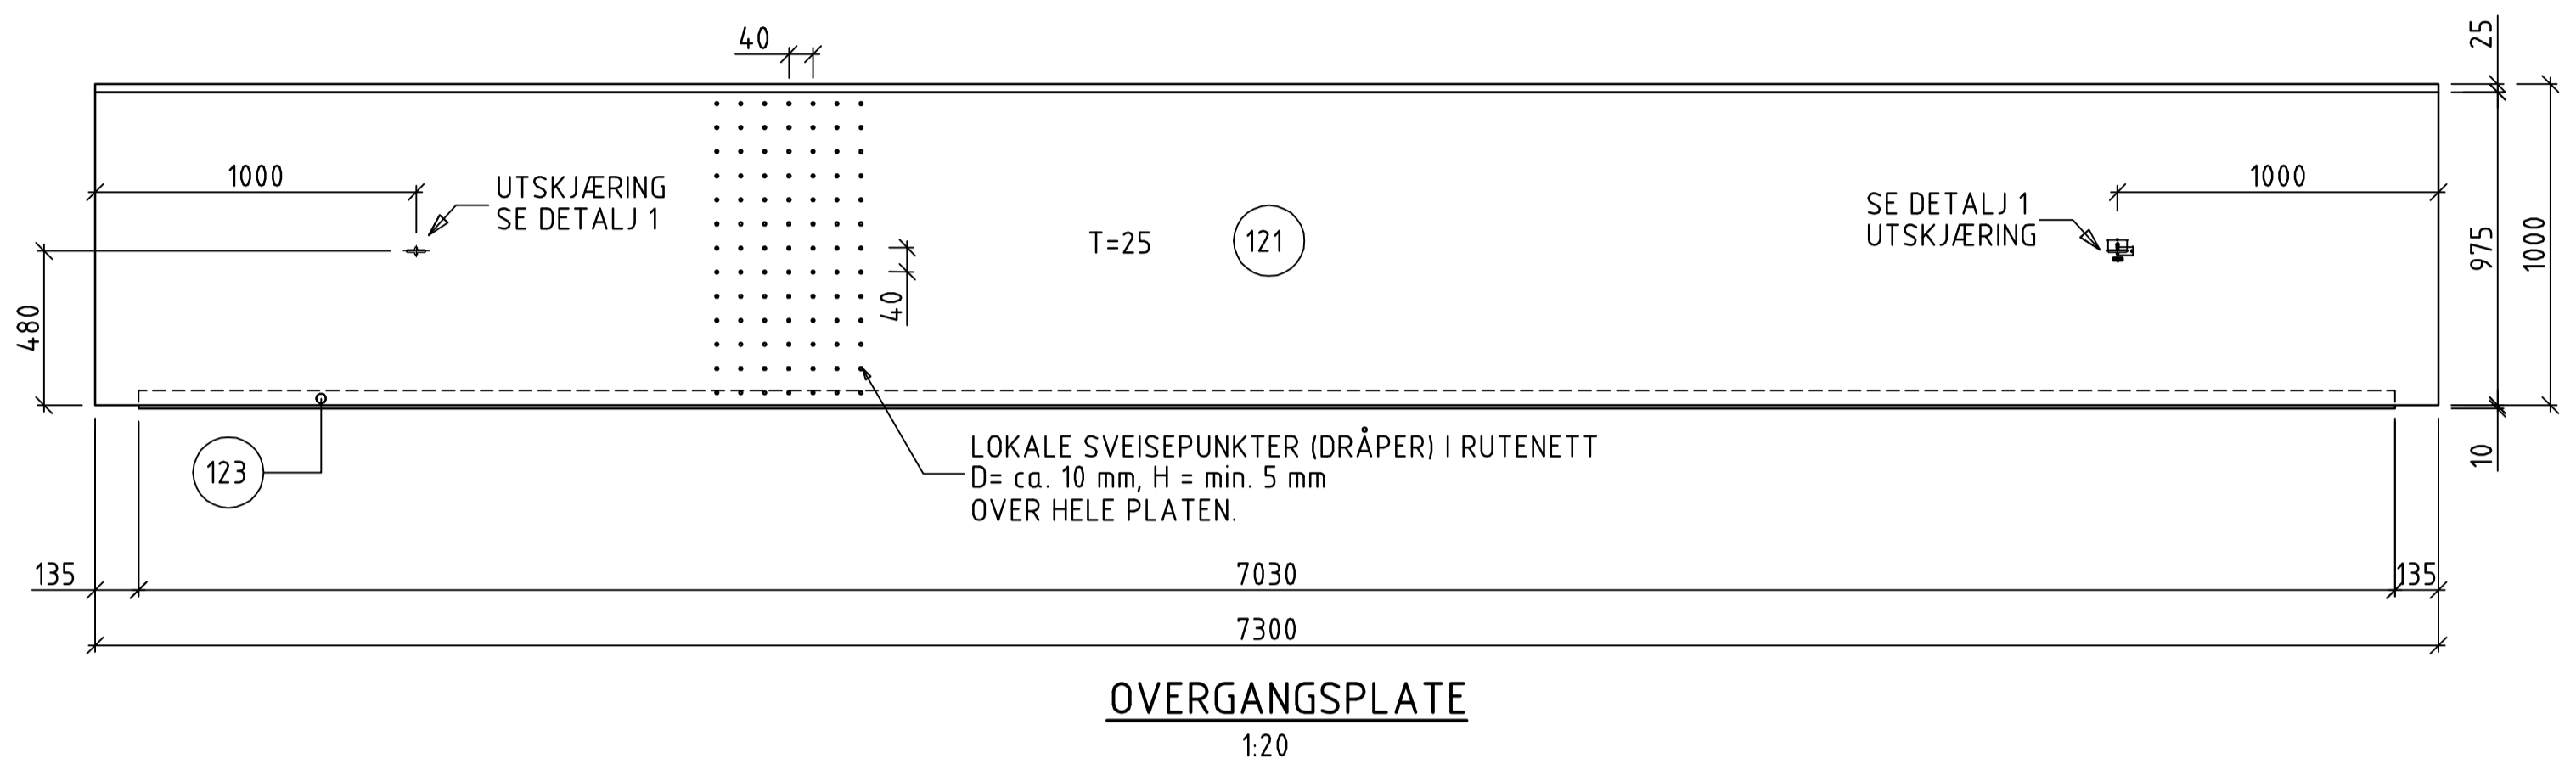 40
25
1000
UTSKJÆRING
SE DETALJ 1
T=25
121
SE DETALJ 1
UTSKJÆRING
1000
975
1000
480
40
123
LOKALE SVEISEPUNKTER (DRÅPER) I RUTENETT
D= ca. 10 mm, H = min. 5 mm
OVER HELE PLATEN.
10
135
7030
135
7300
OVERGANGSPLATE
1:20